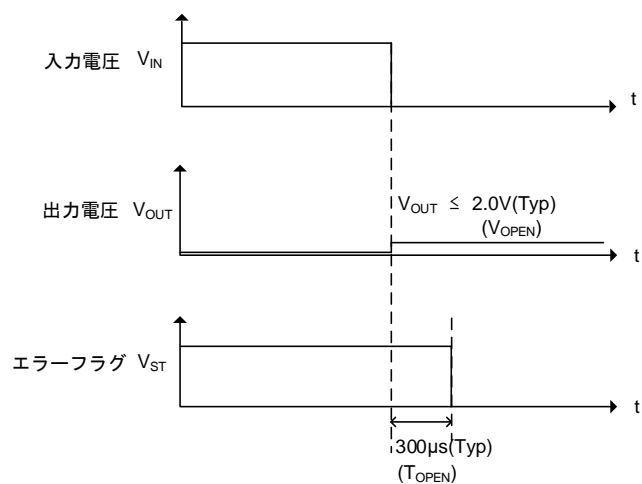 入力電圧 VIN
t
出力電圧 VOUT
VOUT ≦ 2.0V(Typ)
(VOPEN)
t
エラーフラグ VST
t
300µs(Typ)
(TOPEN)